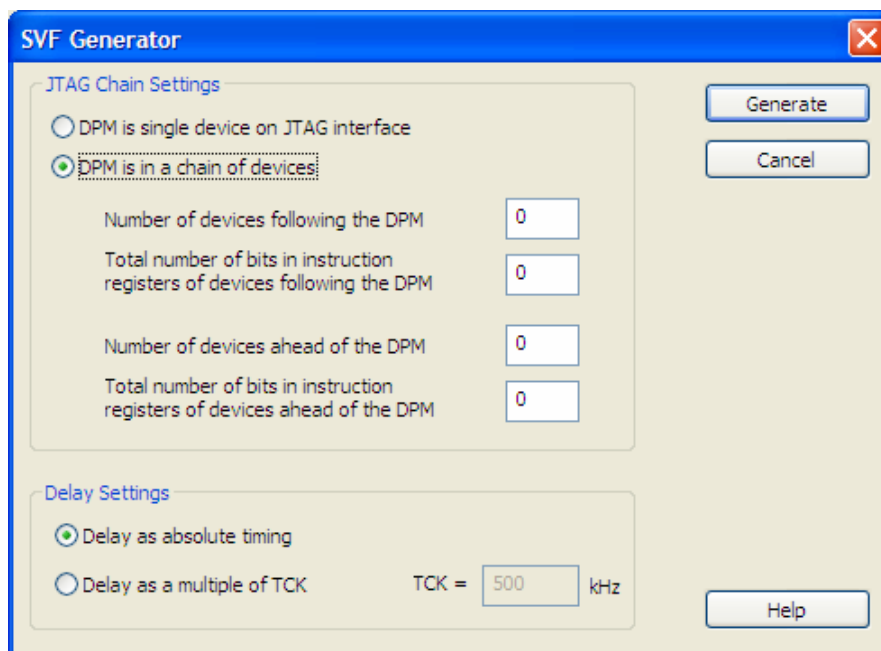 SVF Generator
JTAG Chain Settings
DPM is single device on JTAG interface
DPM is in a chain of devices
Number of devices following the DPM
0
Total number of bits in instruction
registers of devices following the DPM
0
Number of devices ahead of the DPM
0
Total number of bits in instruction
registers of devices ahead of the DPM
0
Delay Settings
Delay as absolute timing
Delay as a multiple of TCK
TCK = 500 kHz
Generate
Cancel
Help